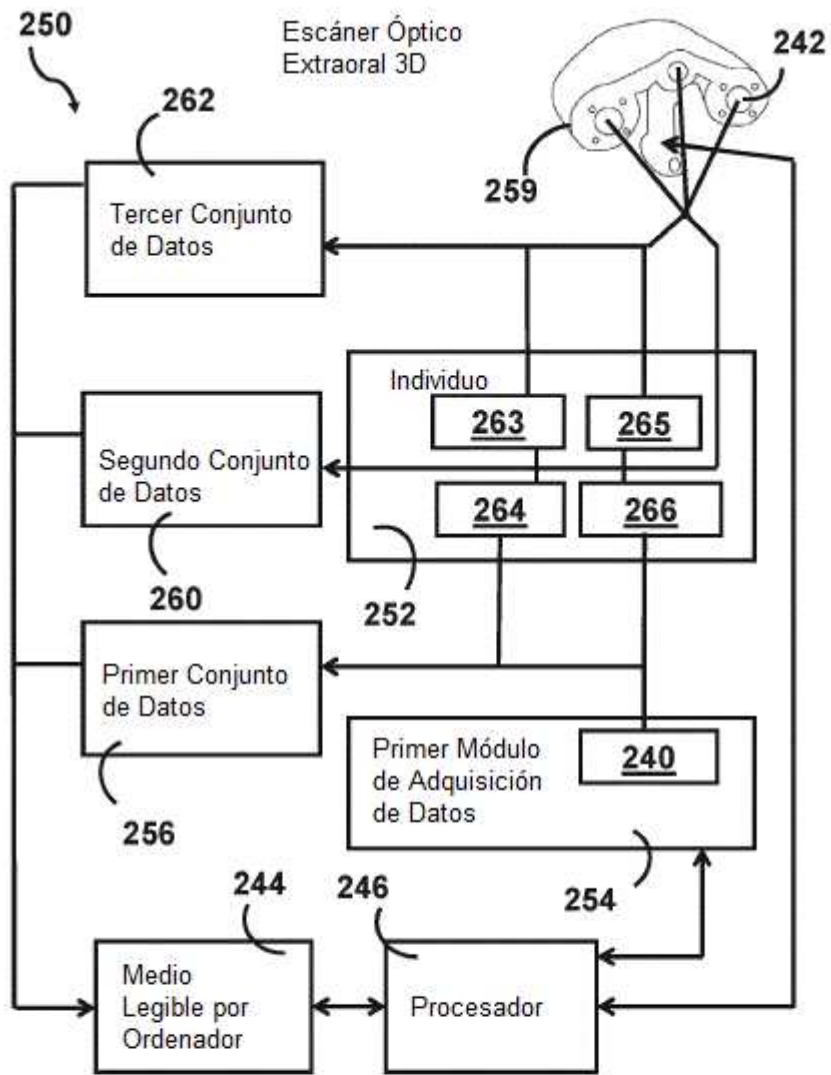 250
Escáner Óptico
Extraoral 3D
242
262
259
Tercer Conjunto
de Datos
Individuo
263
265
Segundo Conjunto
de Datos
264
266
260
252
Primer Conjunto
de Datos
Primer Módulo
de Adquisición
de Datos
240
256
244
246
254
Medio
Legible por
Ordenador
Procesador